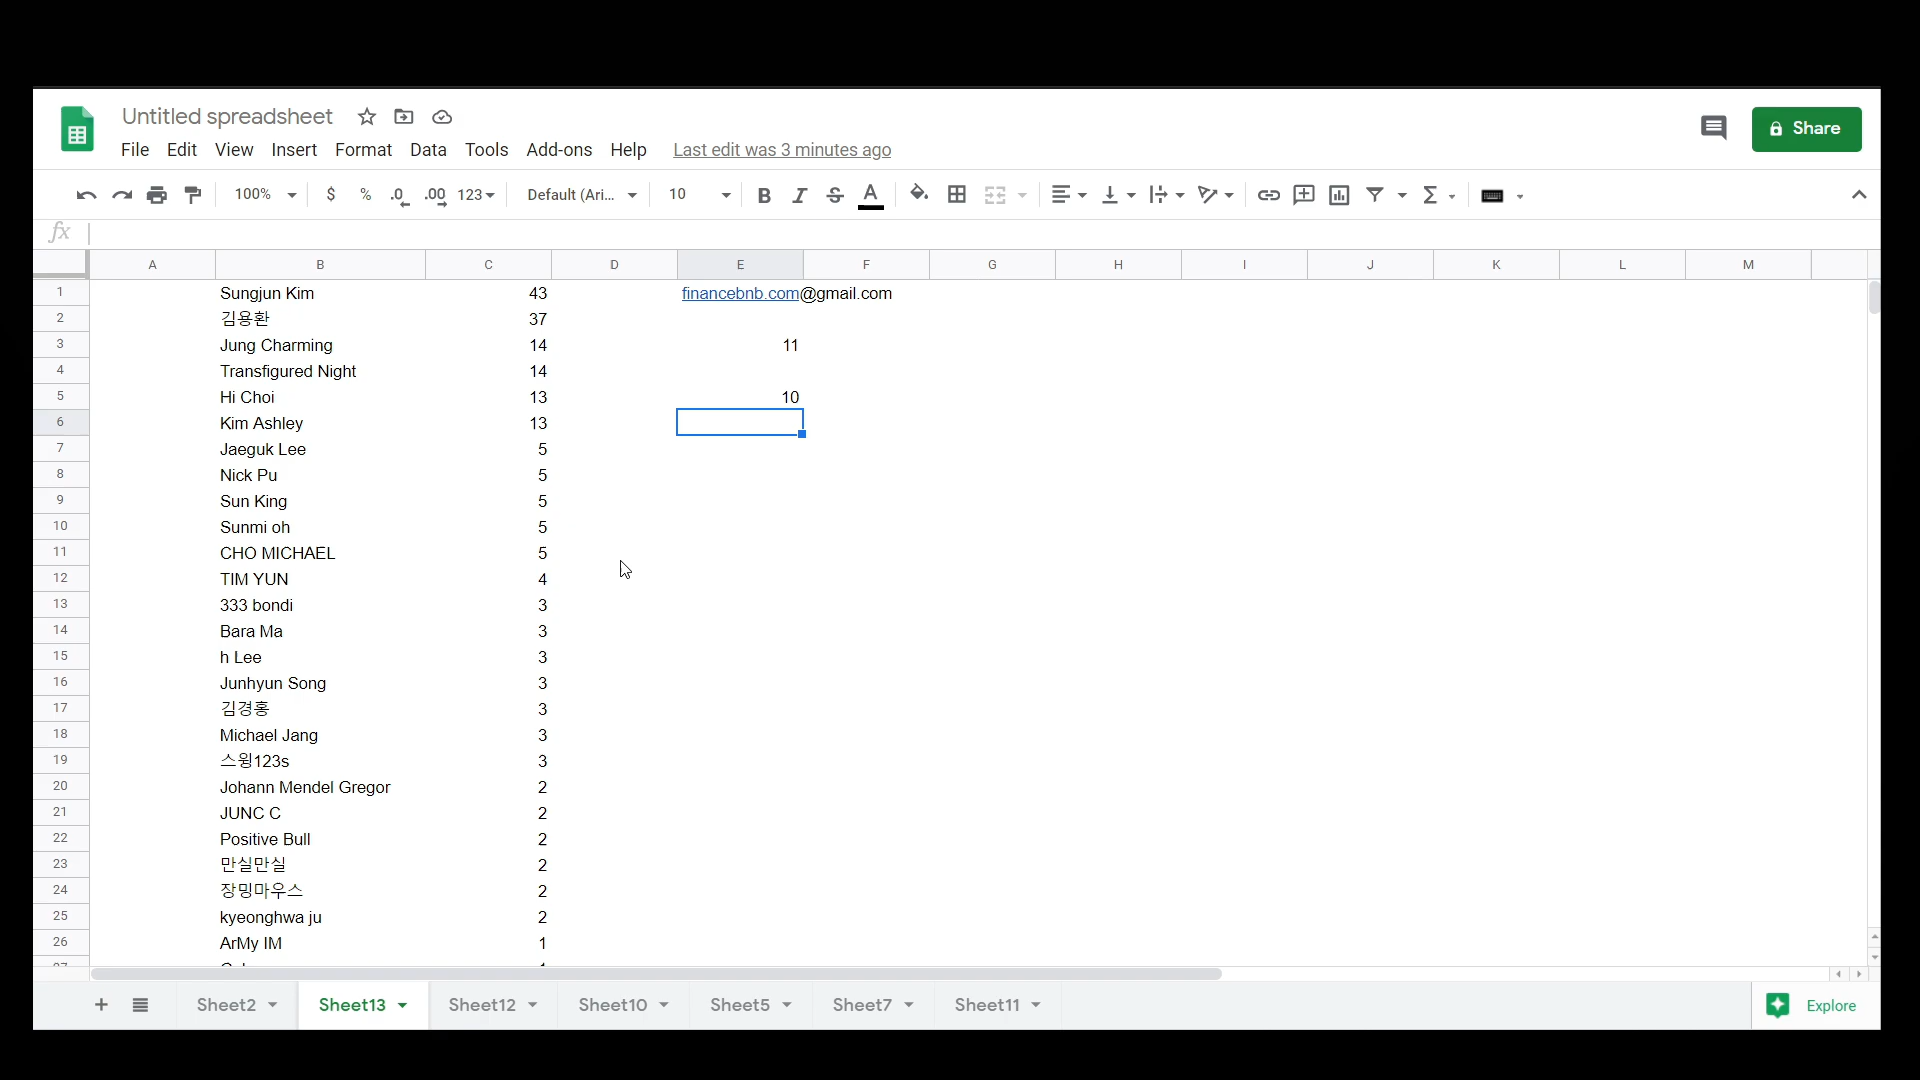 Untitled spreadsheet
File Edit View Insert Format Data Tools Add-ons Help Last edit was 3 minutes ago
Share
100% $ % .0 .00 123 Default (Ari... 10 B I S A Σ
fx
A B C D E F G H I J K L M
1 Sungjun Kim 43 financebnb.com@gmail.com
2 김용환 37
3 Jung Charming 14 11
4 Transfigured Night 14
5 Hi Choi 13 10
6 Kim Ashley 13
7 Jaeguk Lee 5
8 Nick Pu 5
9 Sun King 5
10 Sunmi oh 5
11 CHO MICHAEL 5
12 TIM YUN 4
13 333 bondi 3
14 Bara Ma 3
15 h Lee 3
16 Junhyun Song 3
17 김경홍 3
18 Michael Jang 3
19 스윙123s 3
20 Johann Mendel Gregor 2
21 JUNC C 2
22 Positive Bull 2
23 만실만실 2
24 장밍마우스 2
25 kyeonghwa ju 2
26 ArMy IM 1
Sheet2 Sheet13 Sheet12 Sheet10 Sheet5 Sheet7 Sheet11 Explore